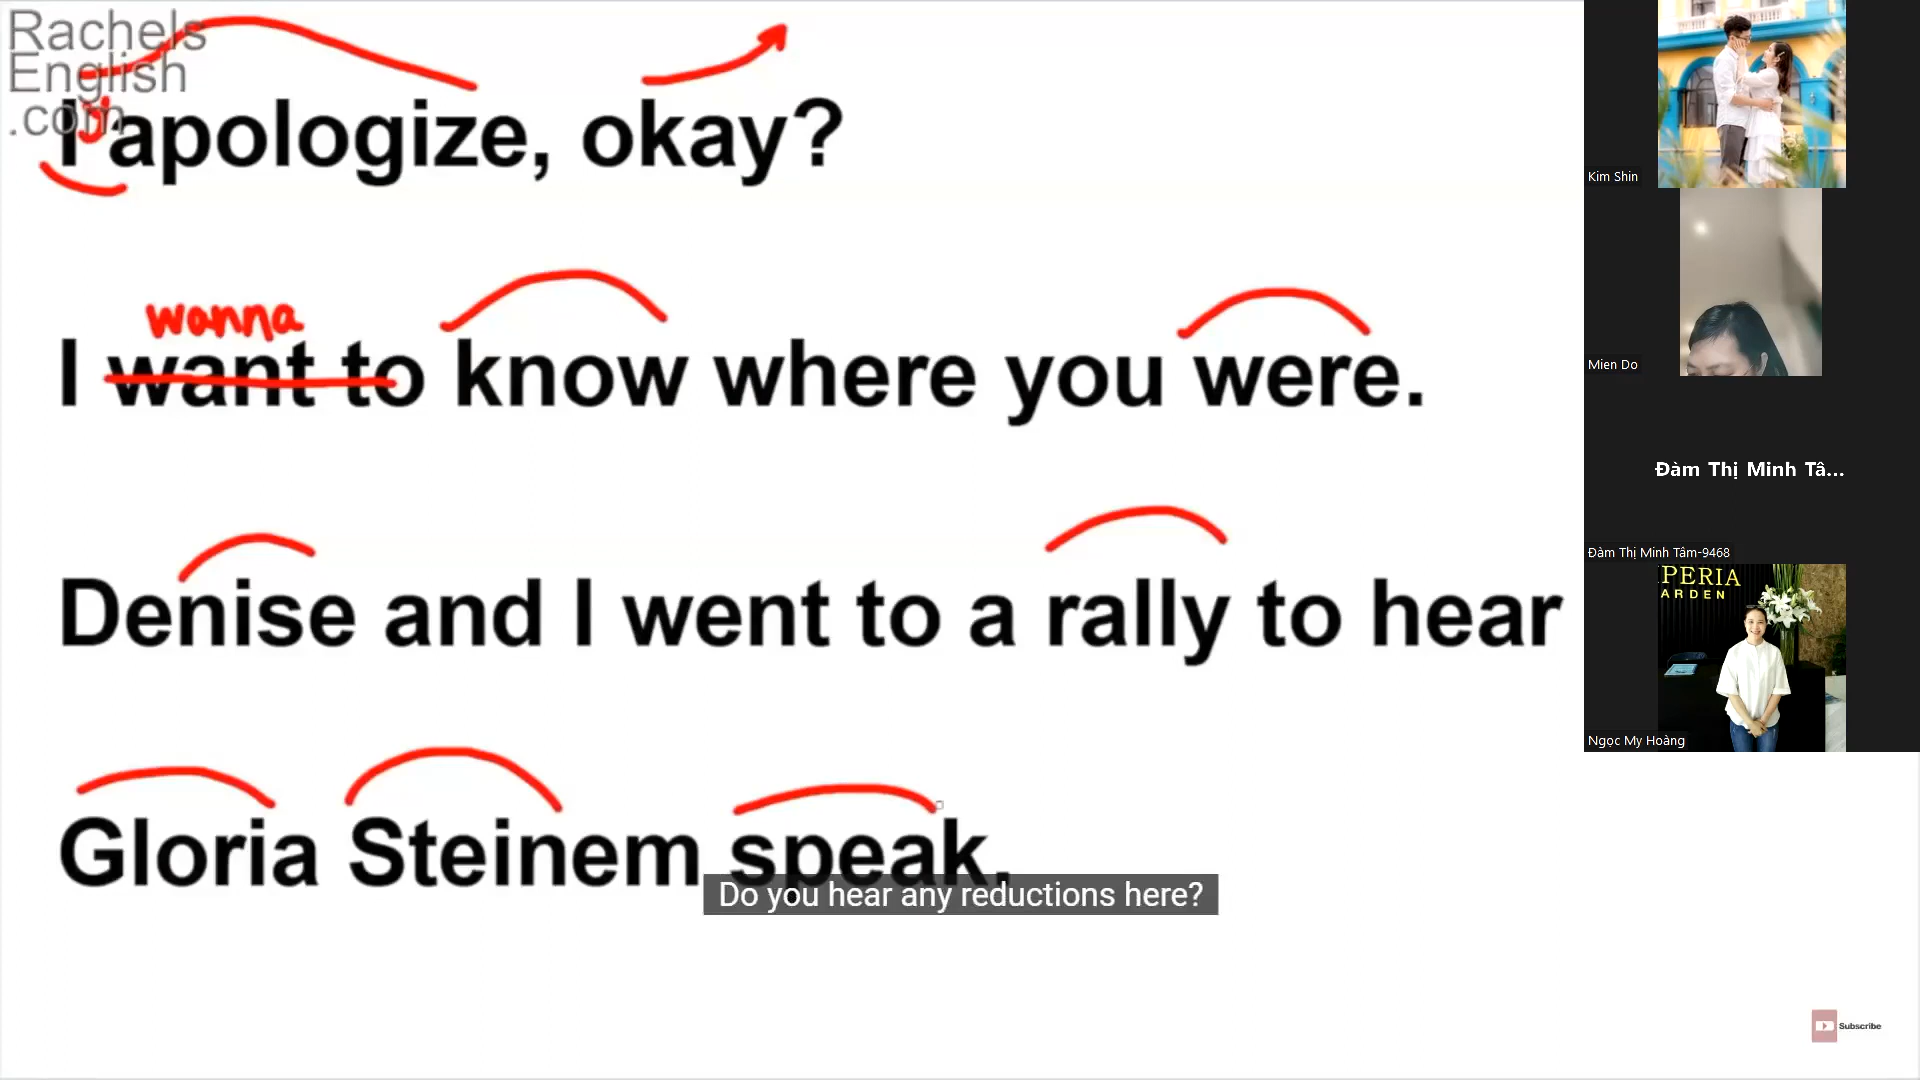 Rachels
English
.com
I apologize, okay?
wanna
I want to know where you were.
Denise and I went to a rally to hear
Gloria Steinem speak.
Do you hear any reductions here?
Subscribe
Kim Shin
Mien Do
Đàm Thị Minh Tâ...
Đàm Thị Minh Tâm-9468
PERIA
ARDEN
Ngọc My Hoàng